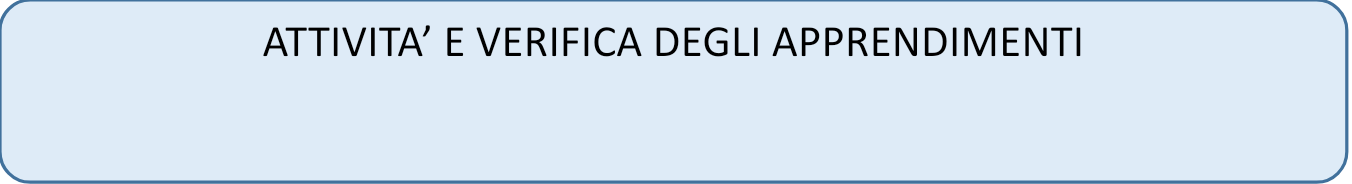 ATTIVITA’ E VERIFICA DEGLI APPRENDIMENTI